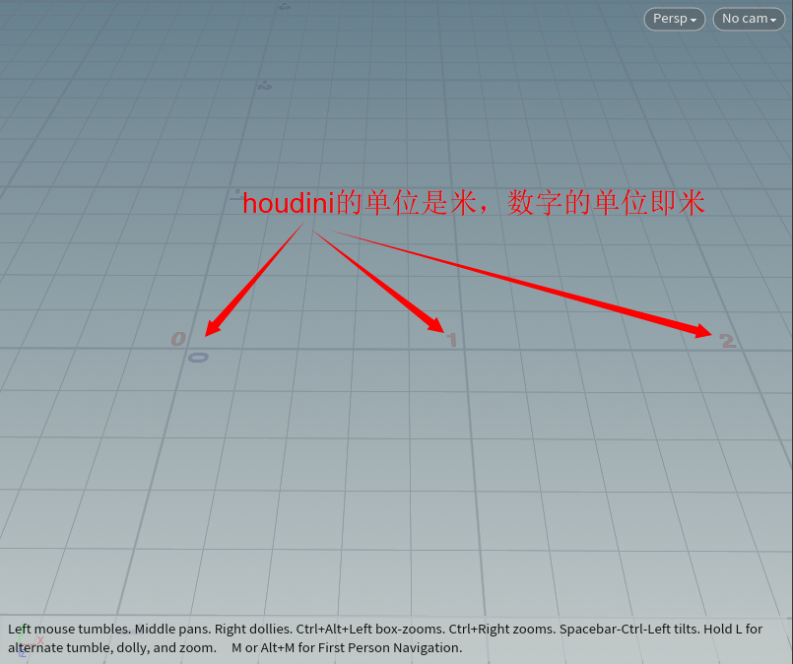 Persp No cam
houdini的单位是米，数字的单位即米
0 1 2
0
Left mouse tumbles. Middle pans. Right dollies. Ctrl+Alt+Left box-zooms. Ctrl+Right zooms. Spacebar-Ctrl-Left tilts. Hold L for
alternate tumble, dolly, and zoom. M or Alt+M for First Person Navigation.